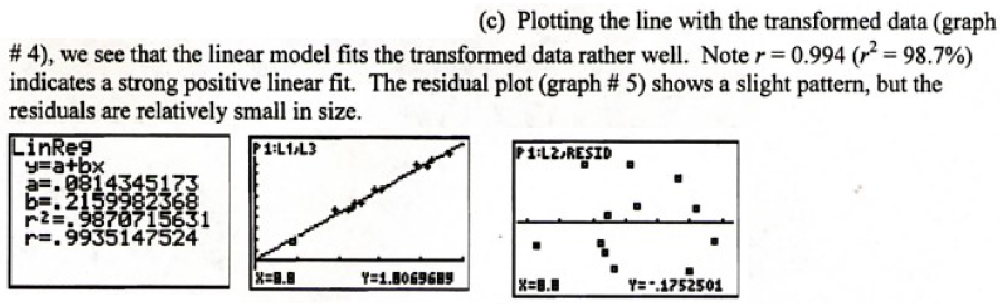 (c) Plotting the line with the transformed data (graph
# 4), we see that the linear model fits the transformed data rather well. Note r = 0.994 (r² = 98.7%)
indicates a strong positive linear fit. The residual plot (graph # 5) shows a slight pattern, but the
residuals are relatively small in size.
LinReg
y=a+bx
a=.0814345173
b=.2159982368
r²=.9870715631
r=.9935147524
P1:L1,L3
X=8.8 Y=1.8069689
P1:L2,RESID
X=8.8 Y=-.1752501